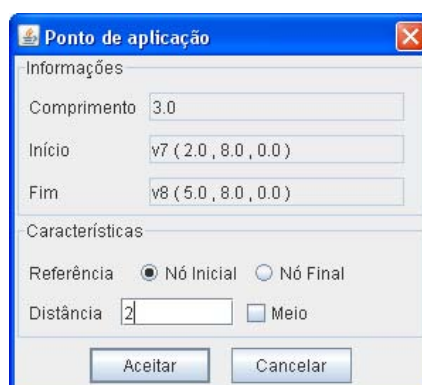 Ponto de aplicação
Informações
Comprimento 3.0
Início v7 ( 2.0 , 8.0 , 0.0 )
Fim v8 ( 5.0 , 8.0 , 0.0 )
Características
Referência Nó Inicial Nó Final
Distância 2 Meio
Aceitar Cancelar